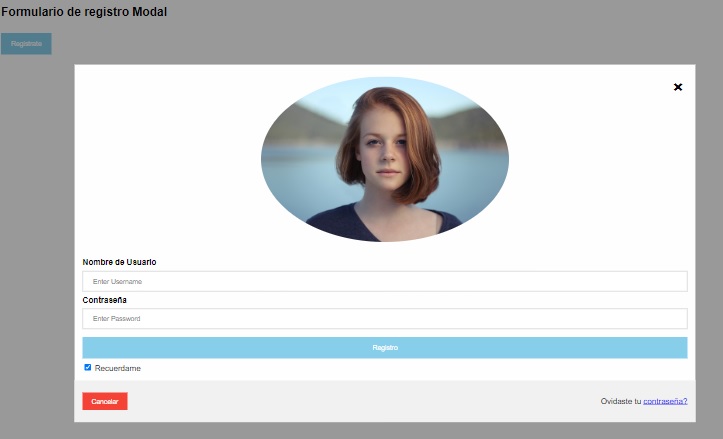 Formulario de registro Modal
Registrate
×
Nombre de Usuario
Enter Username
Contraseña
Enter Password
Registro
Recuerdame
Cancelar
Ovidaste tu contraseña?